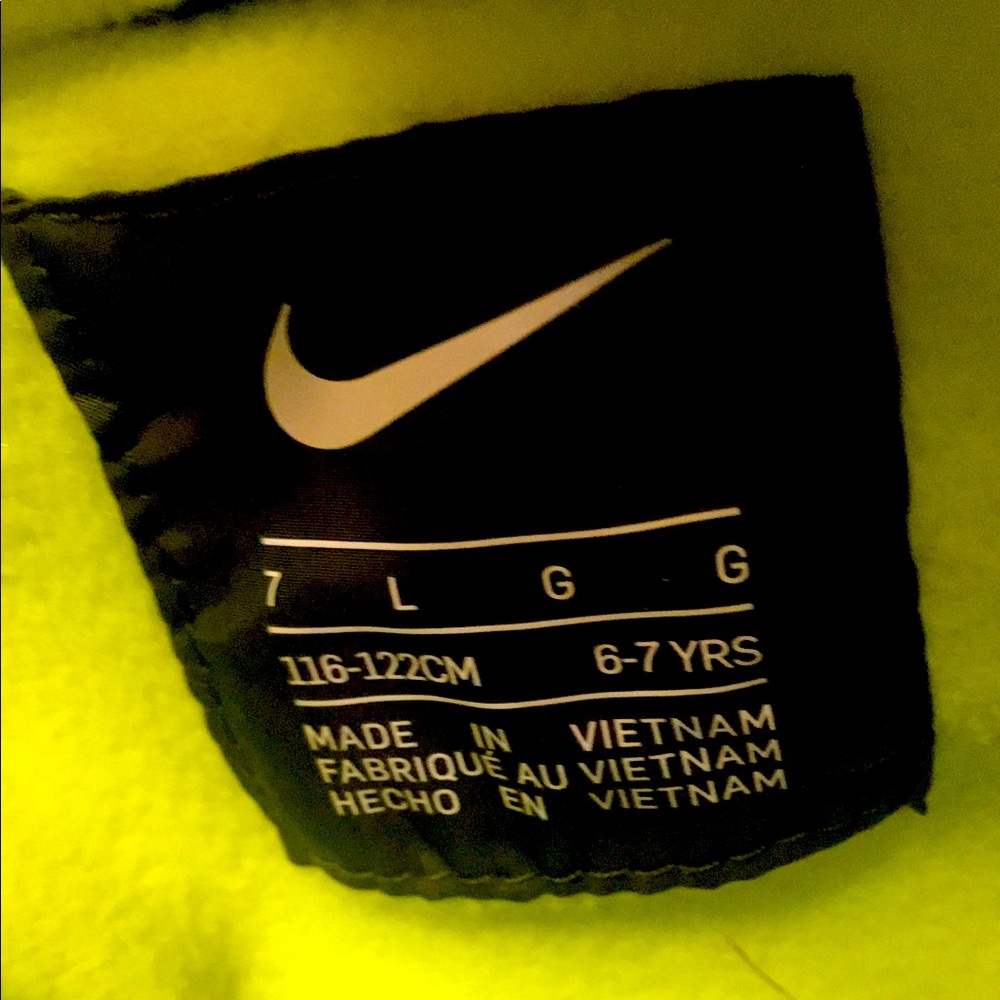 7 L G G
116-122CM 6-7 YRS
MADE IN VIETNAM
FABRIQUÉ AU VIETNAM
HECHO EN VIETNAM